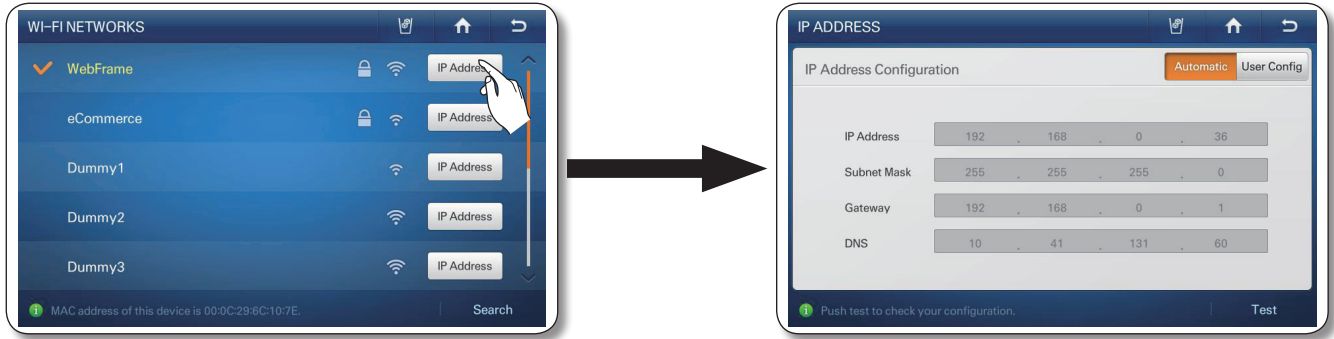 WI-FI NETWORKS
WebFrame IP Address
eCommerce IP Address
Dummy1 IP Address
Dummy2 IP Address
Dummy3 IP Address
MAC address of this device is 00:0C:29:6C:10:7E. Search
IP ADDRESS
IP Address Configuration Automatic User Config
IP Address 192 . 168 . 0 . 36
Subnet Mask 255 . 255 . 255 . 0
Gateway 192 . 168 . 0 . 1
DNS 10 . 41 . 131 . 60
Push test to check your configuration. Test